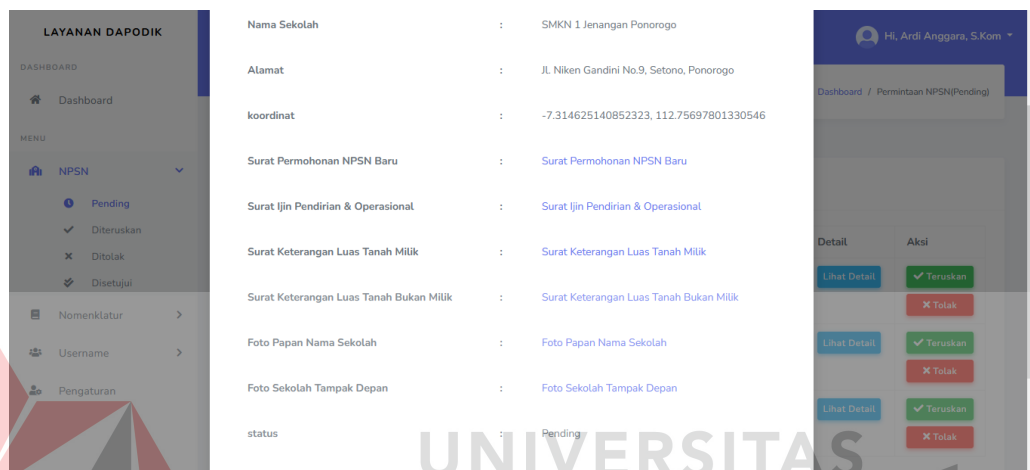 LAYANAN DAPODIK
Hi, Ardi Anggara, S.Kom
DASHBOARD
Dashboard
Dashboard / Permintaan NPSN(Pending)
MENU
NPSN
Pending
Diteruskan
Ditolak
Disetujui
Nomenklatur
Username
Pengaturan
Nama Sekolah : SMKN 1 Jenangan Ponorogo
Alamat : Jl. Niken Gandini No.9, Setono, Ponorogo
koordinat : -7.314625140852323, 112.75697801330546
Surat Permohonan NPSN Baru : Surat Permohonan NPSN Baru
Surat Ijin Pendirian & Operasional : Surat Ijin Pendirian & Operasional
Surat Keterangan Luas Tanah Milik : Surat Keterangan Luas Tanah Milik
Surat Keterangan Luas Tanah Bukan Milik : Surat Keterangan Luas Tanah Bukan Milik
Foto Papan Nama Sekolah : Foto Papan Nama Sekolah
Foto Sekolah Tampak Depan : Foto Sekolah Tampak Depan
status : Pending
Detail Aksi
Lihat Detail Teruskan
Tolak
Lihat Detail Teruskan
Tolak
Lihat Detail Teruskan
Tolak
UNIVERSITAS